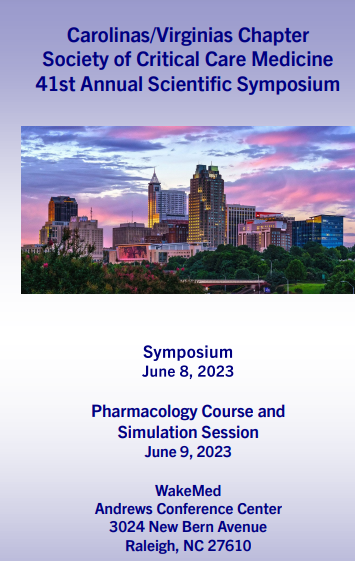 Carolinas/Virginias Chapter
Society of Critical Care Medicine
41st Annual Scientific Symposium
Symposium
June 8, 2023
Pharmacology Course and
Simulation Session
June 9, 2023
WakeMed
Andrews Conference Center
3024 New Bern Avenue
Raleigh, NC 27610